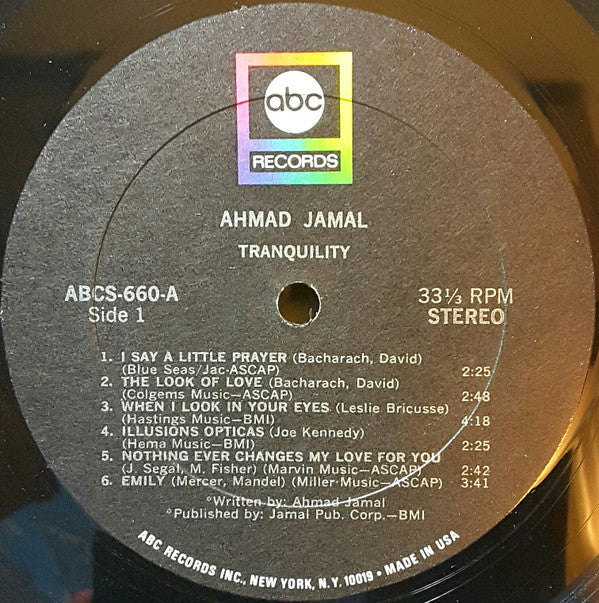 abc
RECORDS
AHMAD JAMAL
TRANQUILITY
ABCS-660-A
Side 1
33⅓ RPM
STEREO
1. I SAY A LITTLE PRAYER (Bacharach, David)
(Blue Seas/Jac-ASCAP) 2:25
2. THE LOOK OF LOVE (Bacharach, David)
(Colgems Music—ASCAP) 2:48
3. WHEN I LOOK IN YOUR EYES (Leslie Bricusse)
(Hastings Music—BMI) 4:18
4. ILLUSIONS OPTICAS (Joe Kennedy)
(Hema Music—BMI) 2:25
5. NOTHING EVER CHANGES MY LOVE FOR YOU
(J. Segal, M. Fisher) (Marvin Music—ASCAP) 2:42
6. EMILY (Mercer, Mandel) (Miller Music—ASCAP) 3:41
°Written by: Ahmad Jamal
°Published by: Jamal Pub. Corp.—BMI
ABC RECORDS INC., NEW YORK, N.Y. 10019 • MADE IN USA